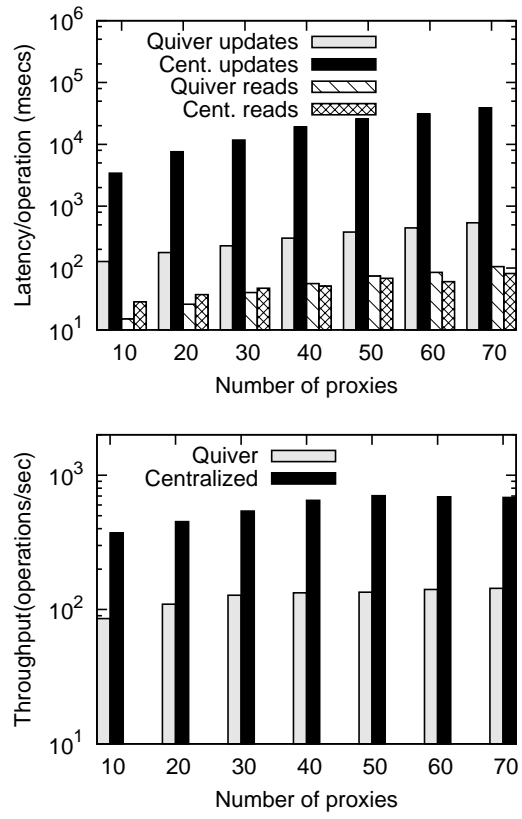 10^6
10^5
10^4
10^3
10^2
10^1
Latency/operation (msecs)
Quiver updates
Cent. updates
Quiver reads
Cent. reads
10 20 30 40 50 60 70
Number of proxies
10^3
10^2
10^1
Throughput(operations/sec)
Quiver
Centralized
10 20 30 40 50 60 70
Number of proxies